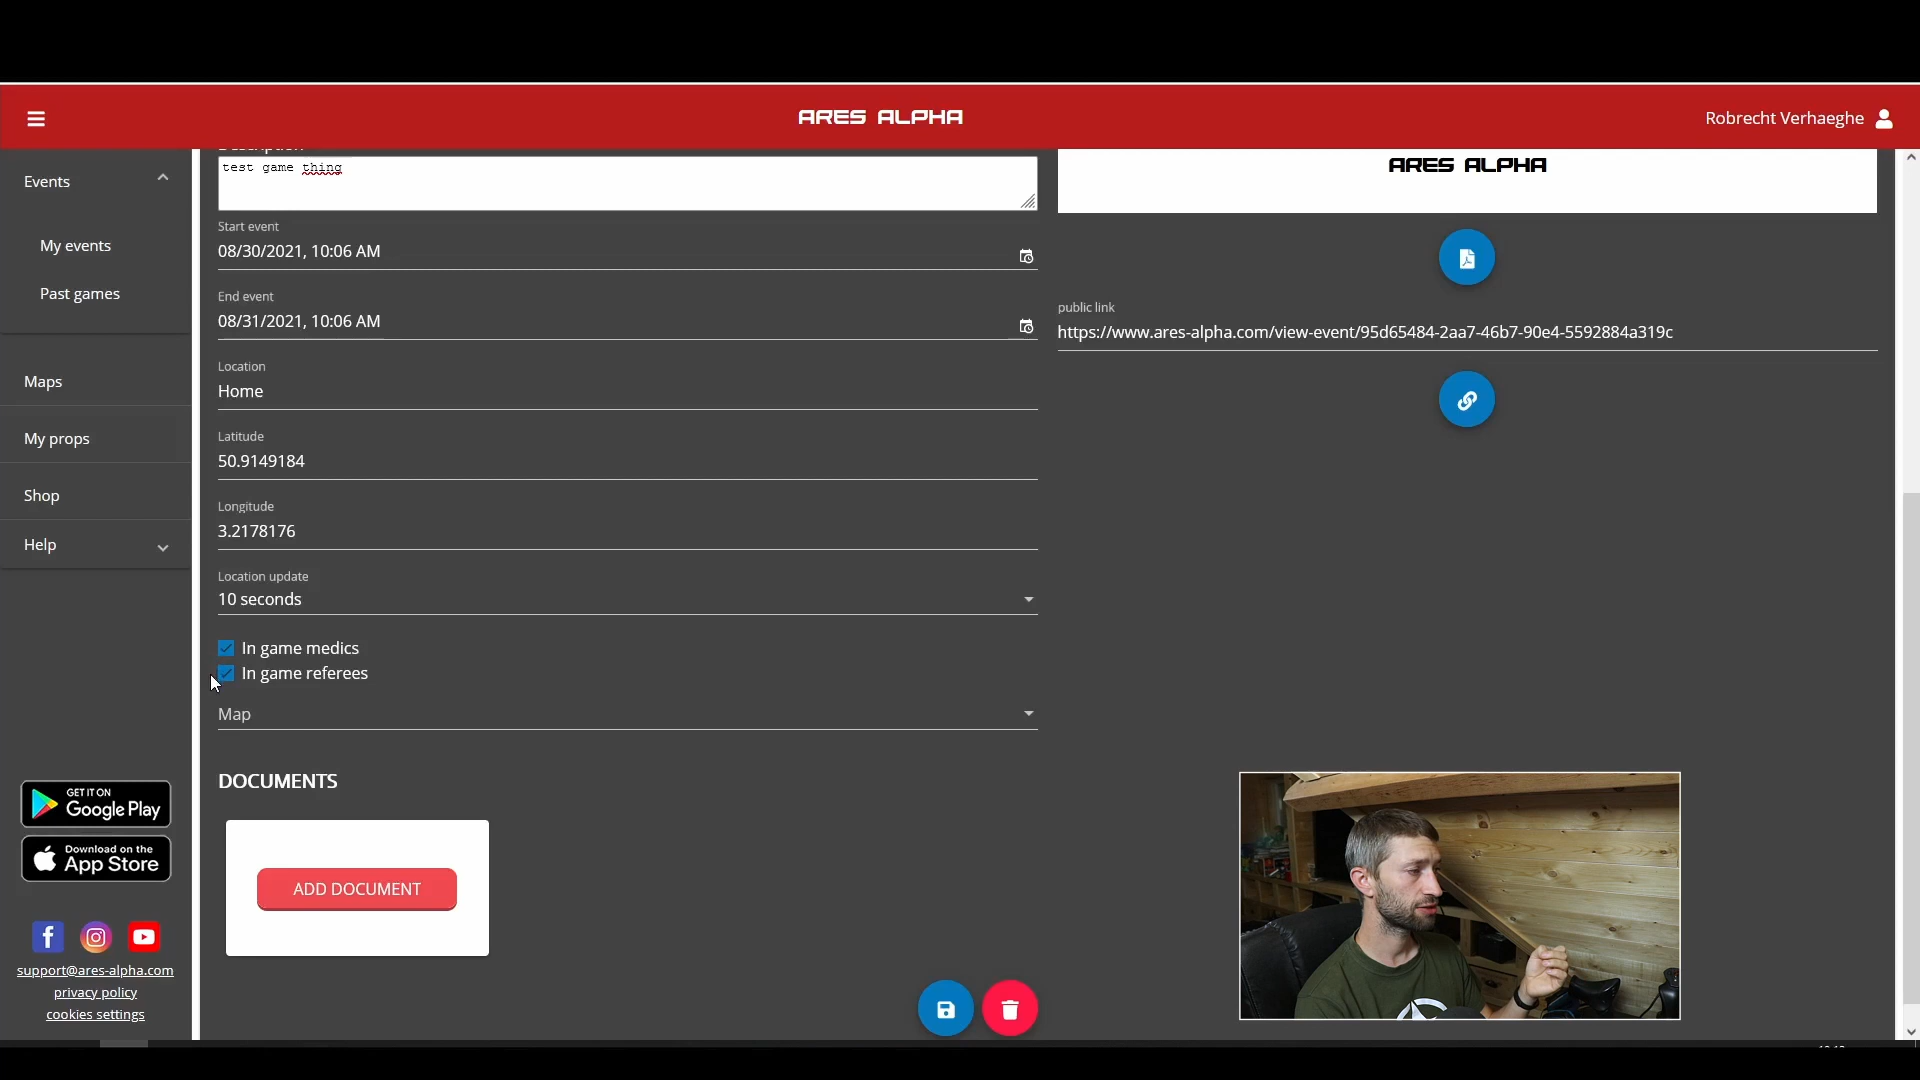 ARES ALPHA
Robrecht Verhaeghe
Events
My events
Past games
Maps
My props
Shop
Help
GET IT ON
Google Play
Download on the
App Store
support@ares-alpha.com
privacy policy
cookies settings
Description
test game thing
Start event
08/30/2021, 10:06 AM
End event
08/31/2021, 10:06 AM
Location
Home
Latitude
50.9149184
Longitude
3.2178176
Location update
10 seconds
In game medics
In game referees
Map
DOCUMENTS
ADD DOCUMENT
ARES ALPHA
public link
https://www.ares-alpha.com/view-event/95d65484-2aa7-46b7-90e4-5592884a319c